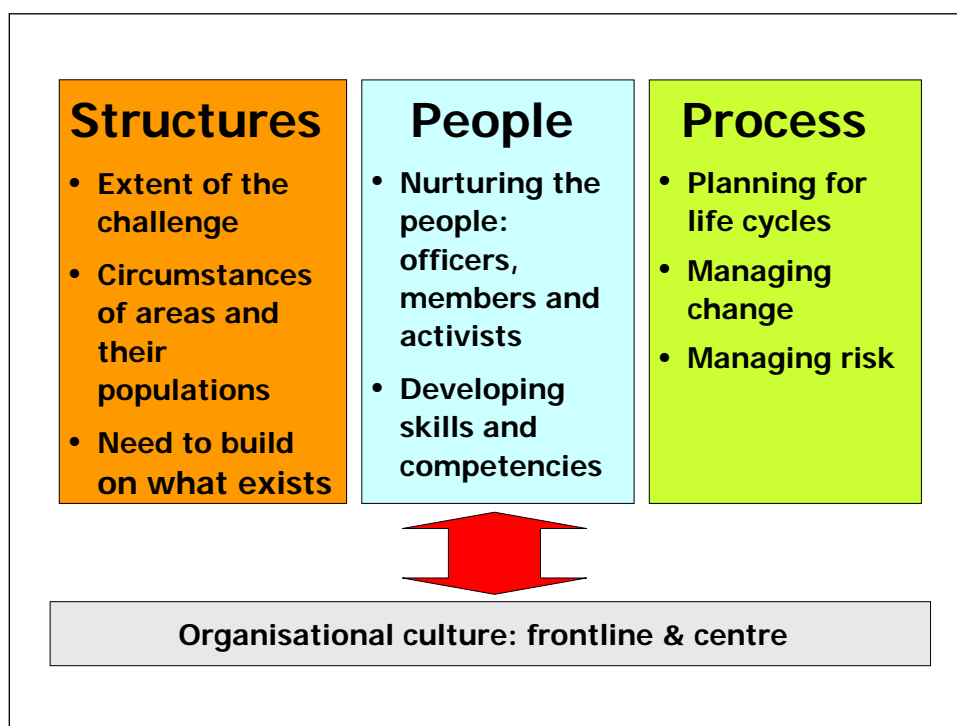 Structures
• Extent of the
challenge
• Circumstances
of areas and
their
populations
• Need to build
on what exists
People
• Nurturing the
people:
officers,
members and
activists
• Developing
skills and
competencies
Process
• Planning for
life cycles
• Managing
change
• Managing risk
Organisational culture: frontline & centre